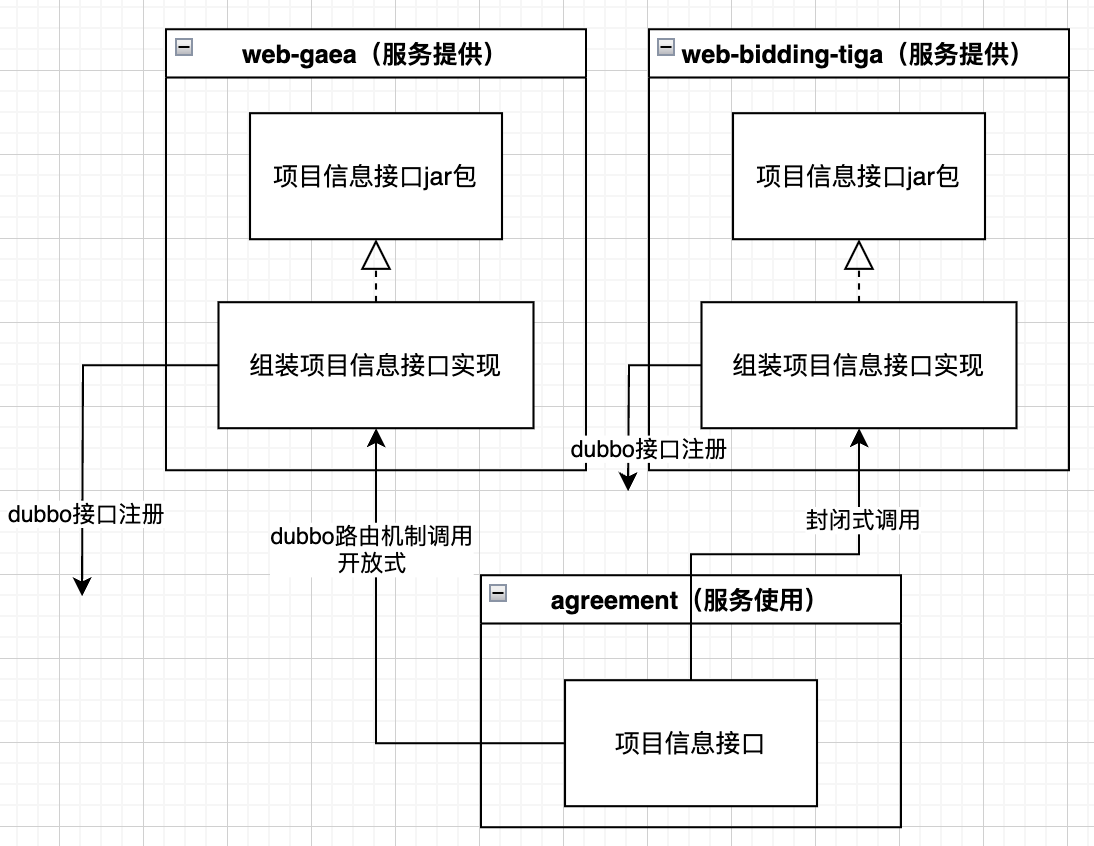 web-gaea（服务提供）
web-bidding-tiga（服务提供）
项目信息接口jar包
项目信息接口jar包
组装项目信息接口实现
组装项目信息接口实现
dubbo接口注册
dubbo接口注册
dubbo路由机制调用
开放式
封闭式调用
agreement（服务使用）
项目信息接口